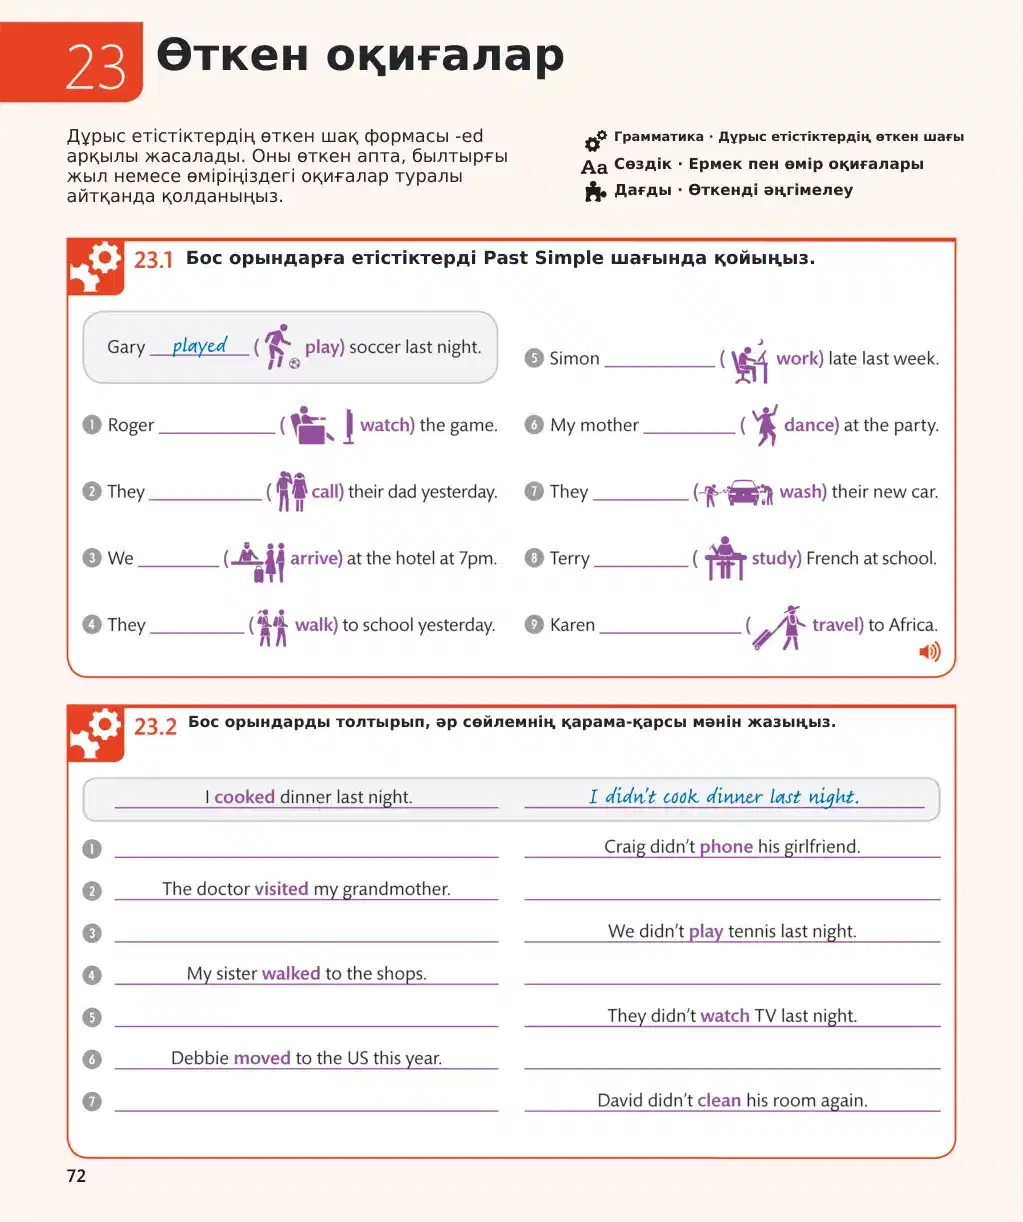 23
Өткен оқиғалар
Дұрыс етістіктердің өткен шақ формасы -ed
арқылы жасалады. Оны өткен апта, былтырғы
жыл немесе өміріңіздегі оқиғалар туралы
айтқанда қолданыңыз.
Грамматика · Дұрыс етістіктердің өткен шағы
Aa Сөздік · Ермек пен өмір оқиғалары
Дағды · Өткенді әңгімелеу
23.1 Бос орындарға етістіктерді Past Simple шағында қойыңыз.
Gary played ( play) soccer last night.
1 Roger ( watch) the game.
2 They ( call) their dad yesterday.
3 We ( arrive) at the hotel at 7pm.
4 They ( walk) to school yesterday.
5 Simon ( work) late last week.
6 My mother ( dance) at the party.
7 They ( wash) their new car.
8 Terry ( study) French at school.
9 Karen ( travel) to Africa.
23.2 Бос орындарды толтырып, әр сөйлемнің қарама-қарсы мәнін жазыңыз.
I cooked dinner last night. I didn't cook dinner last night.
1 Craig didn't phone his girlfriend.
2 The doctor visited my grandmother.
3 We didn't play tennis last night.
4 My sister walked to the shops.
5 They didn't watch TV last night.
6 Debbie moved to the US this year.
7 David didn't clean his room again.
72